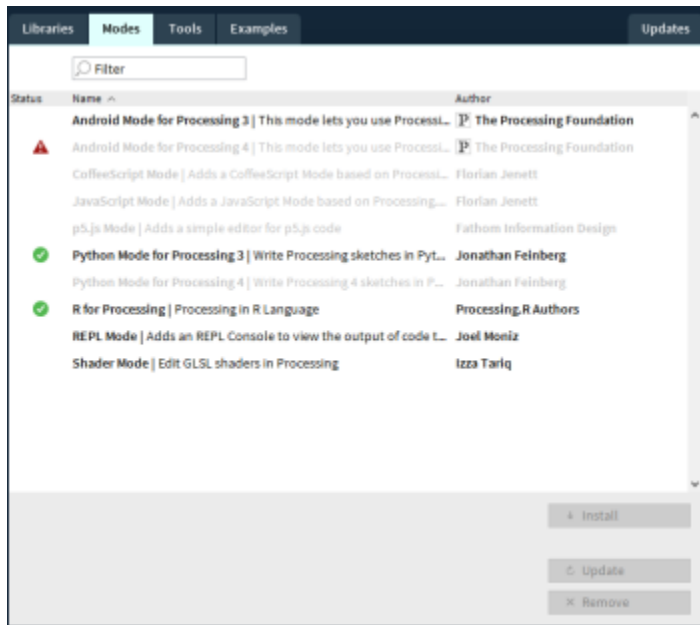 Libraries Modes Tools Examples Updates
Filter
Status Name Author
Android Mode for Processing 3 | This mode lets you use Processi... P The Processing Foundation
Android Mode for Processing 4 | This mode lets you use Processi... P The Processing Foundation
CoffeeScript Mode | Adds a CoffeeScript Mode based on Processi... Florian Jenett
JavaScript Mode | Adds a JavaScript Mode based on Processing.... Florian Jenett
p5.js Mode | Adds a simple editor for p5.js code Fathom Information Design
Python Mode for Processing 3 | Write Processing sketches in Pyt... Jonathan Feinberg
Python Mode for Processing 4 | Write Processing 4 sketches in P... Jonathan Feinberg
R for Processing | Processing in R Language Processing.R Authors
REPL Mode | Adds an REPL Console to view the output of code t... Joel Moniz
Shader Mode | Edit GLSL shaders in Processing Izza Tariq
Install
Update
Remove